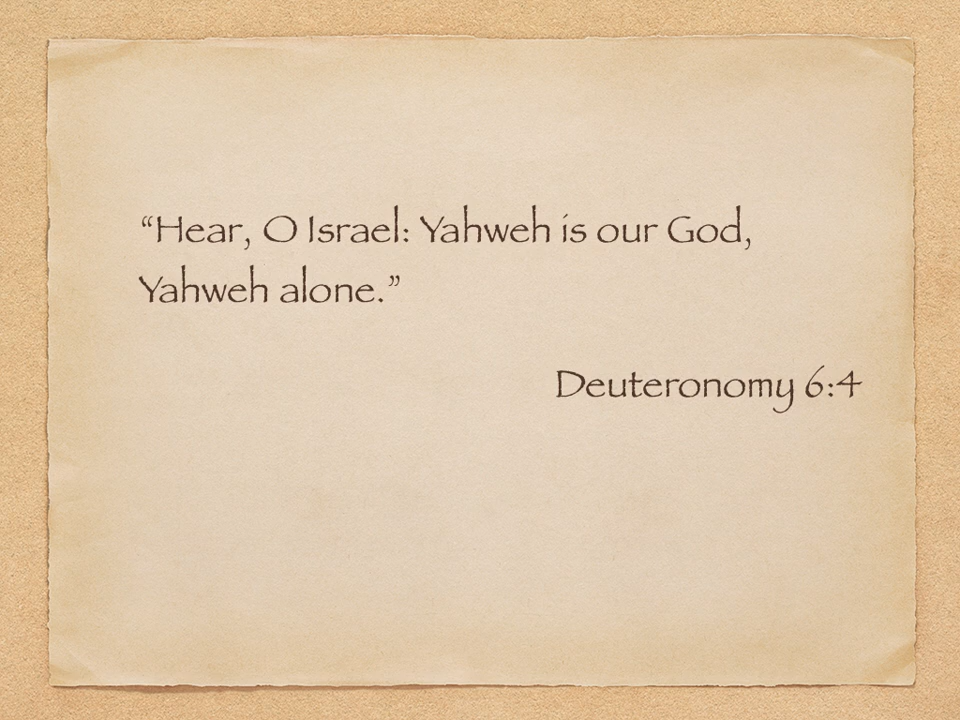 “Hear, O Israel: Yahweh is our God,
Yahweh alone.”
Deuteronomy 6:4